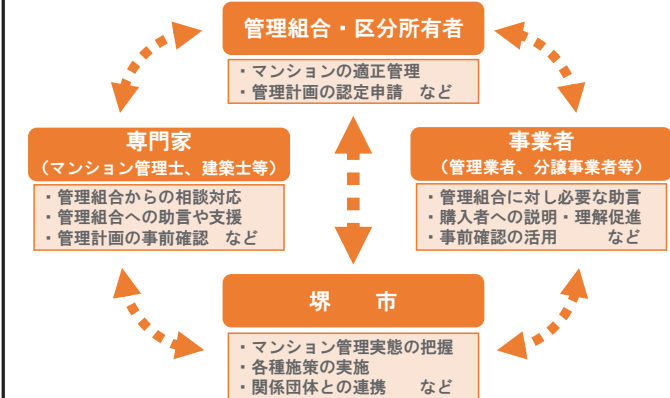 管理組合・区分所有者
・マンションの適正管理
・管理計画の認定申請　など
専門家
（マンション管理士、建築士等）
・管理組合からの相談対応
・管理組合への助言や支援
・管理計画の事前確認　など
事業者
（管理業者、分譲事業者等）
・管理組合に対し必要な助言
・購入者への説明・理解促進
・事前確認の活用　　　など
堺　　市
・マンション管理実態の把握
・各種施策の実施
・関係団体との連携　　など